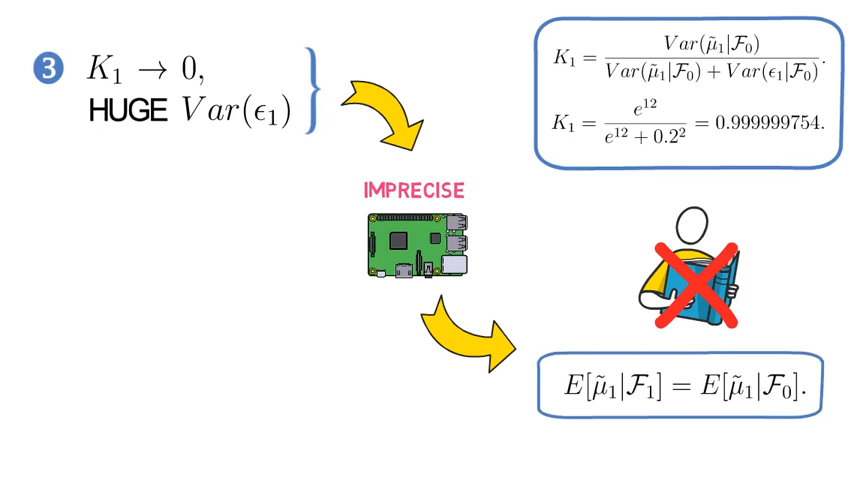 3 K₁ → 0,
HUGE Var(ϵ₁)
IMPRECISE
K₁ = Var(μ̃₁|ℱ₀) / (Var(μ̃₁|ℱ₀) + Var(ϵ₁|ℱ₀)).
K₁ = e¹² / (e¹² + 0.2²) = 0.999999754.
E[μ̃₁|ℱ₁] = E[μ̃₁|ℱ₀].